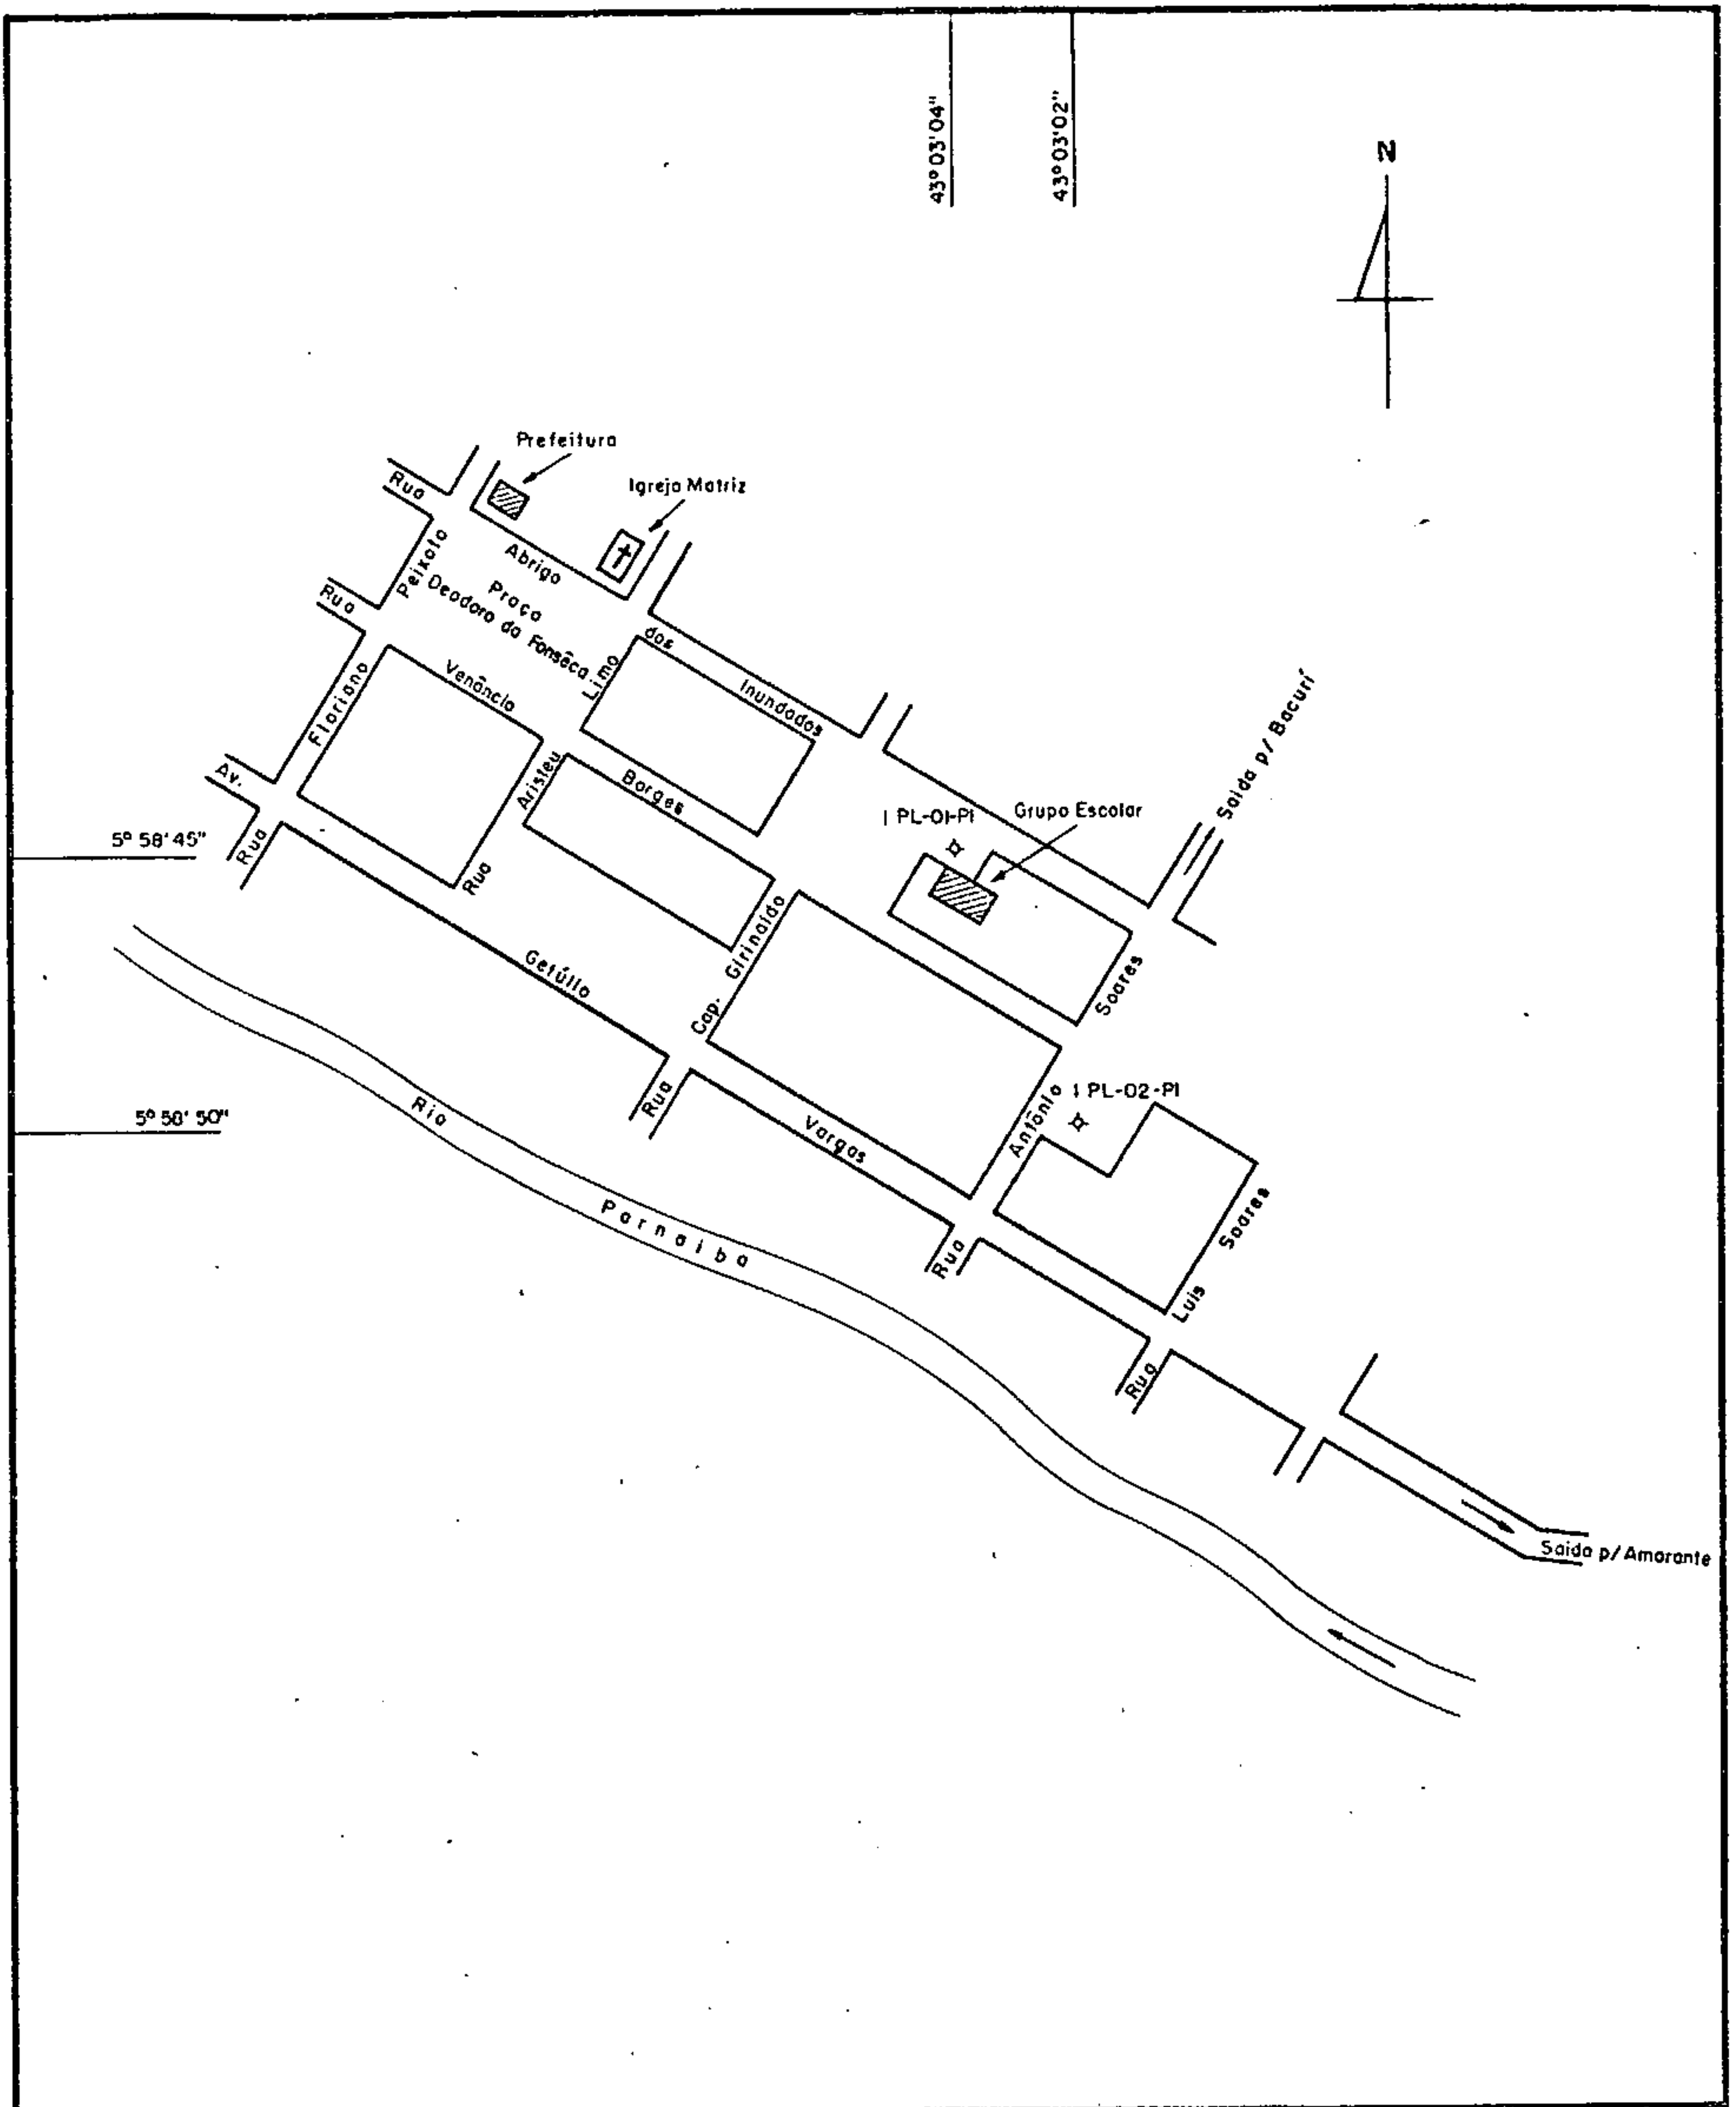 43°03'04"
43°03'02"
N
Prefeitura
Igreja Matriz
Rua
Abrigo
Peixoto
Praça
Deodoro da Fonsêca
Rua
dos
Limo
Inundados
Venâncio
Floriano
Saida p/ Bacurí
Av.
Aristeu
Borges
1 PL-01-PI
Grupo Escolar
5° 58' 45"
Rua
Rua
Girinaldo
Getúlio
Soares
Cap.
Antônio
1 PL-02-PI
Rio
5° 58' 50"
Rua
Vargas
Parnaiba
Soares
Rua
Luis
Rua
Saida p/ Amarante